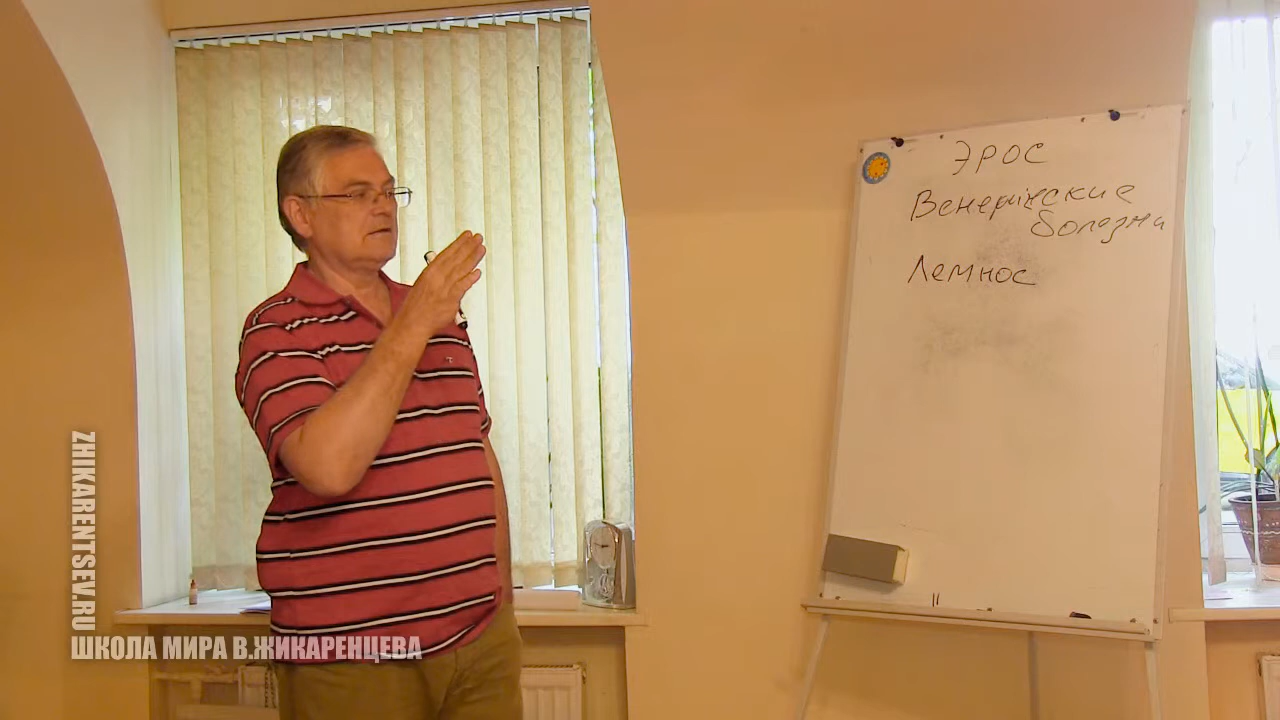 ЭРОС
Венерические
болезни
Лемнос
ZHIKARENTSEV.RU
ШКОЛА МИРА В.ЖИКАРЕНЦЕВА